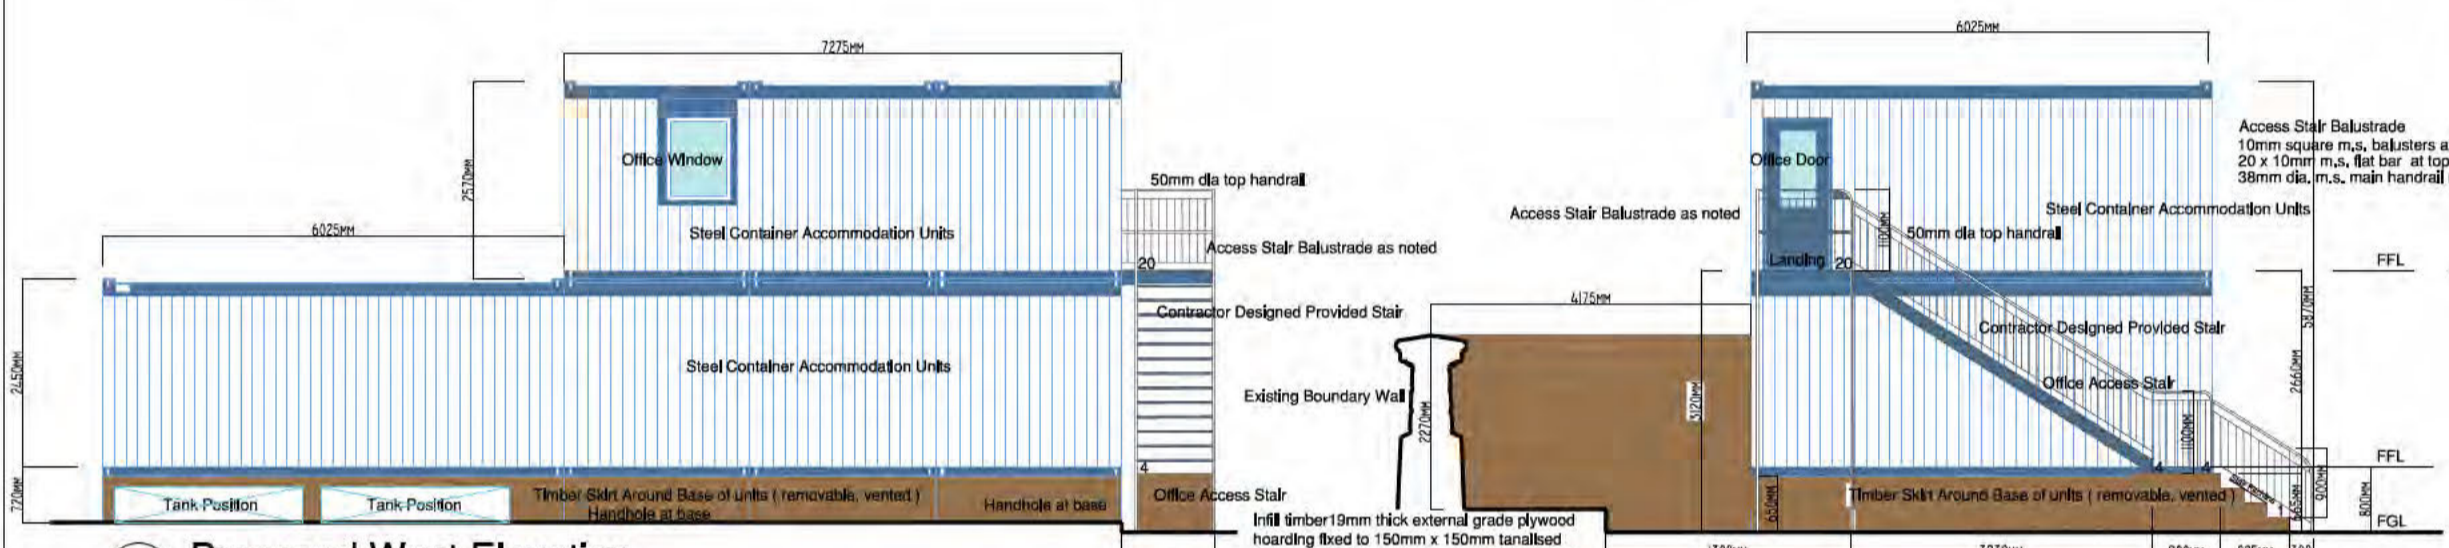 7275MM
6025MM
Access Stair Balustrade
10mm square m.s. balusters a
20 x 10mm m.s. flat bar at top
38mm dia. m.s. main handrail
Office Window
Office Door
2570MM
50mm dia top handrail
Access Stair Balustrade as noted
Steel Container Accommodation Units
1100MM
50mm dia top handrail
6025MM
Steel Container Accommodation Units
Access Stair Balustrade as noted
20
Landing 20
FFL
4175MM
Contractor Designed Provided Stair
5870MM
Contractor Designed Provided Stair
2450MM
Steel Container Accommodation Units
Existing Boundary Wall
2270MM
3120MM
Office Access Stair
2660MM
1100MM
4
4
4
FFL
720MM
Tank Position
Tank Position
Timber Skirt Around Base of units ( removable, vented )
Handhole at base
Handhole at base
Office Access Stair
650MM
Timber Skirt Around Base of units ( removable, vented )
1
665MM
900MM
800MM
FGL
Infill timber19mm thick external grade plywood
hoarding fixed to 150mm x 150mm tanalised
Proposed West Elevation